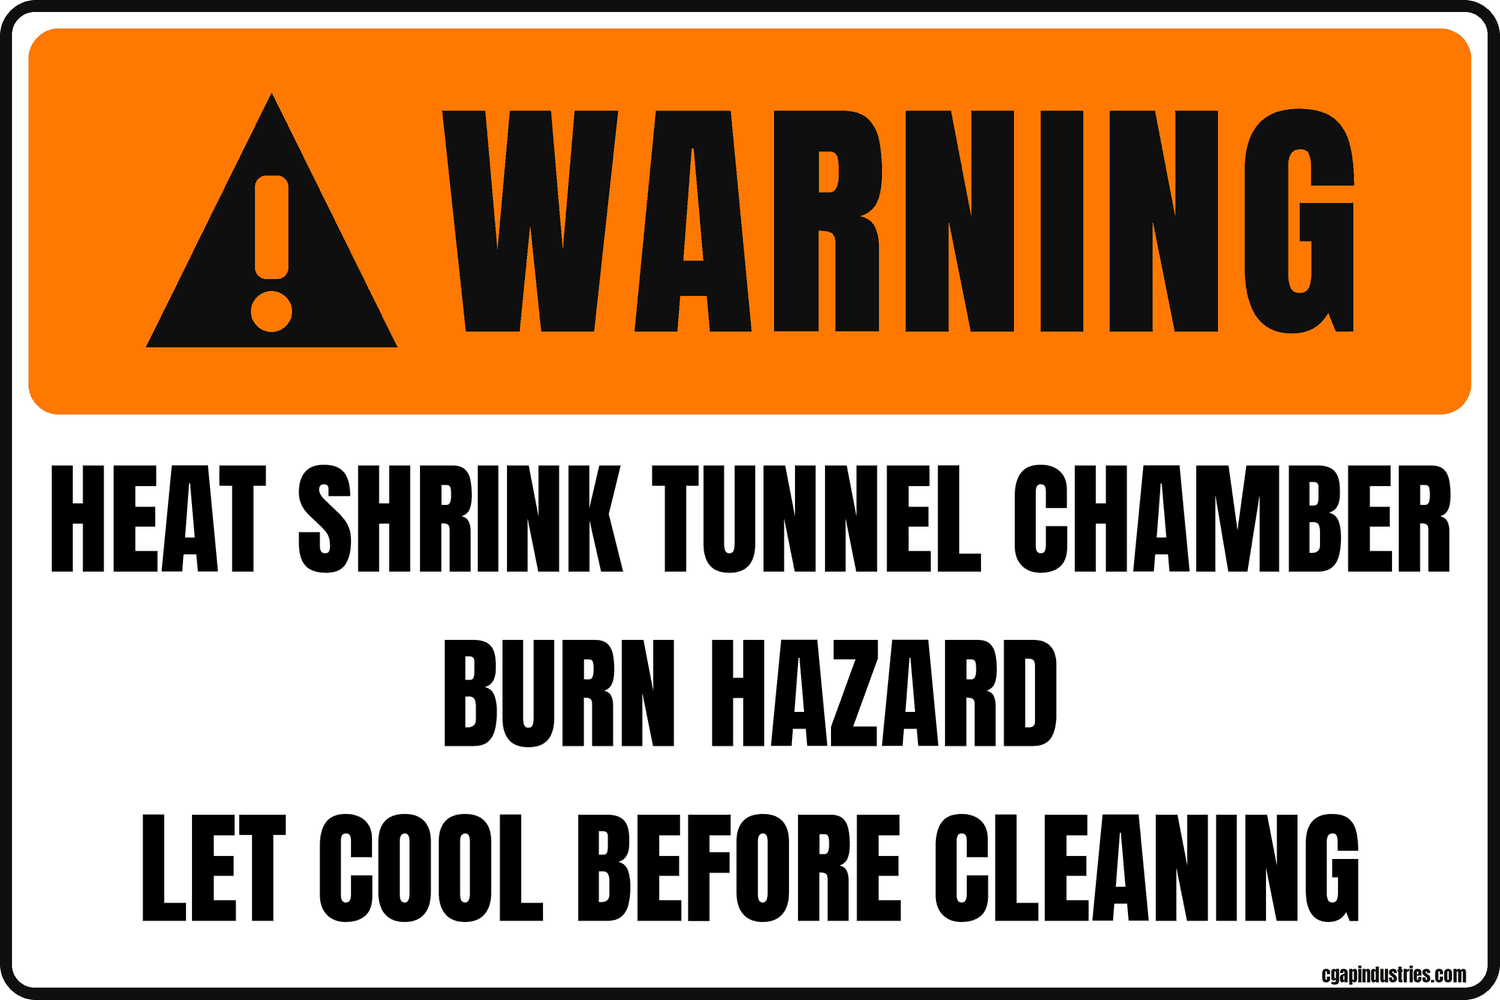 WARNING
HEAT SHRINK TUNNEL CHAMBER
BURN HAZARD
LET COOL BEFORE CLEANING
cgapindustries.com